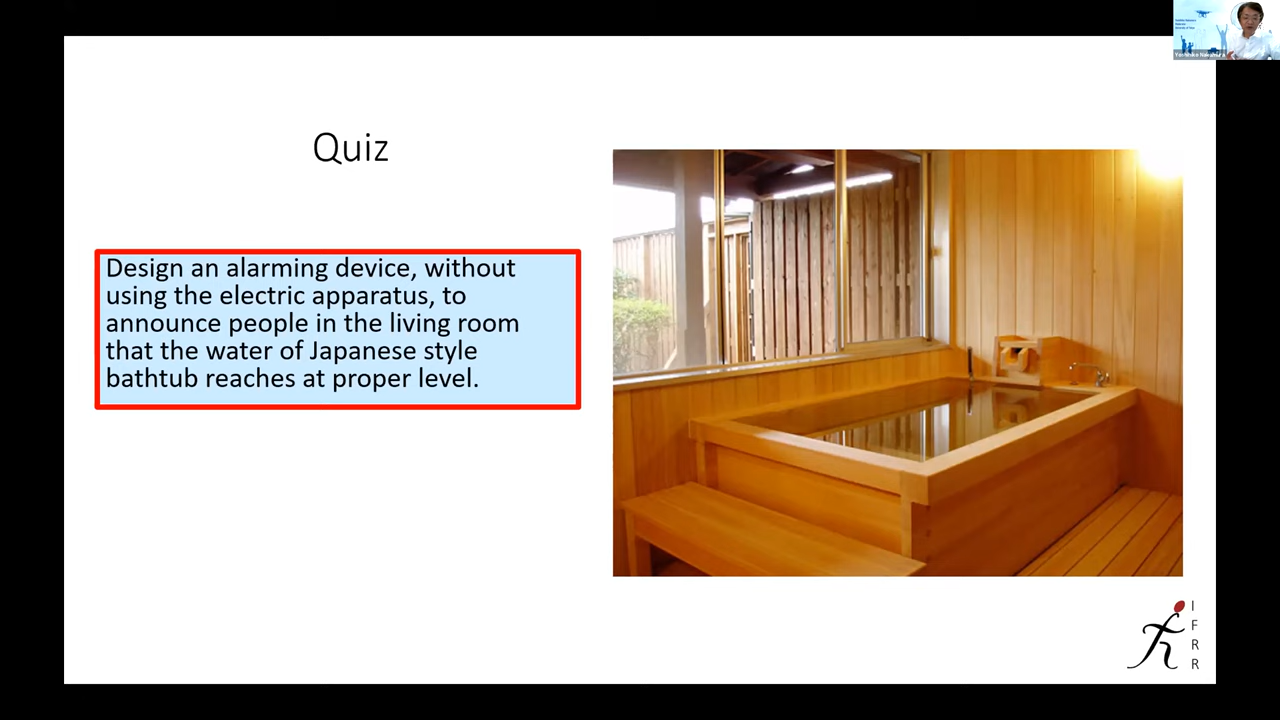 Quiz
Design an alarming device, without
using the electric apparatus, to
announce people in the living room
that the water of Japanese style
bathtub reaches at proper level.
I
F
R
R